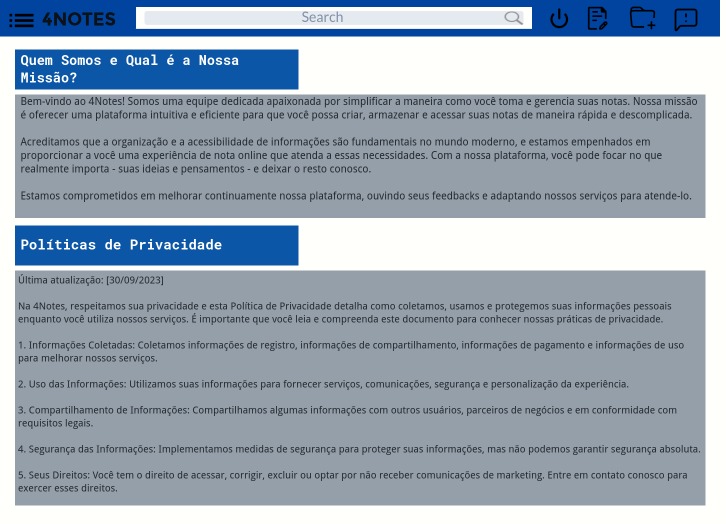 4NOTES
Search
Quem Somos e Qual é a Nossa
Missão?
Bem-vindo ao 4Notes! Somos uma equipe dedicada apaixonada por simplificar a maneira como você toma e gerencia suas notas. Nossa missão
é oferecer uma plataforma intuitiva e eficiente para que você possa criar, armazenar e acessar suas notas de maneira rápida e descomplicada.
Acreditamos que a organização e a acessibilidade de informações são fundamentais no mundo moderno, e estamos empenhados em
proporcionar a você uma experiência de nota online que atenda a essas necessidades. Com a nossa plataforma, você pode focar no que
realmente importa - suas ideias e pensamentos - e deixar o resto conosco.
Estamos comprometidos em melhorar continuamente nossa plataforma, ouvindo seus feedbacks e adaptando nossos serviços para atende-lo.
Políticas de Privacidade
Última atualização: [30/09/2023]
Na 4Notes, respeitamos sua privacidade e esta Política de Privacidade detalha como coletamos, usamos e protegemos suas informações pessoais
enquanto você utiliza nossos serviços. É importante que você leia e compreenda este documento para conhecer nossas práticas de privacidade.
1. Informações Coletadas: Coletamos informações de registro, informações de compartilhamento, informações de pagamento e informações de uso
para melhorar nossos serviços.
2. Uso das Informações: Utilizamos suas informações para fornecer serviços, comunicações, segurança e personalização da experiência.
3. Compartilhamento de Informações: Compartilhamos algumas informações com outros usuários, parceiros de negócios e em conformidade com
requisitos legais.
4. Segurança das Informações: Implementamos medidas de segurança para proteger suas informações, mas não podemos garantir segurança absoluta.
5. Seus Direitos: Você tem o direito de acessar, corrigir, excluir ou optar por não receber comunicações de marketing. Entre em contato conosco para
exercer esses direitos.